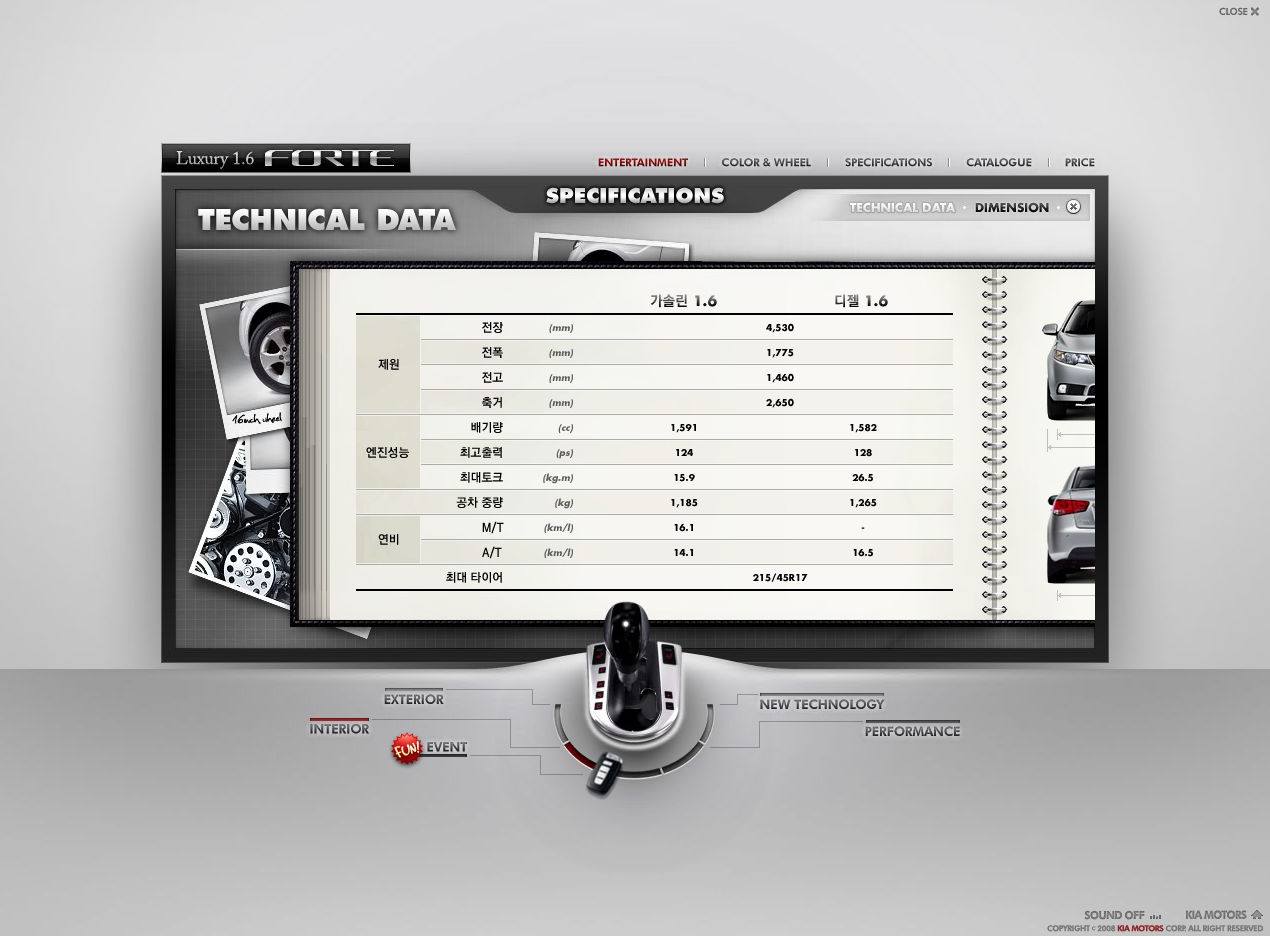 CLOSE
Luxury 1.6 FORTE
ENTERTAINMENT COLOR & WHEEL SPECIFICATIONS CATALOGUE PRICE
SPECIFICATIONS
TECHNICAL DATA
TECHNICAL DATA · DIMENSION ·
가솔린 1.6 디젤 1.6
제원
전장 (mm) 4,530
전폭 (mm) 1,775
전고 (mm) 1,460
축거 (mm) 2,650
엔진성능
배기량 (cc) 1,591 1,582
최고출력 (ps) 124 128
최대토크 (kg.m) 15.9 26.5
공차 중량 (kg) 1,185 1,265
연비
M/T (km/l) 16.1 -
A/T (km/l) 14.1 16.5
최대 타이어 215/45R17
16inch wheel
EXTERIOR
INTERIOR
FUN! EVENT
NEW TECHNOLOGY
PERFORMANCE
SOUND OFF KIA MOTORS
COPYRIGHT © 2008 KIA MOTORS CORP. ALL RIGHT RESERVED